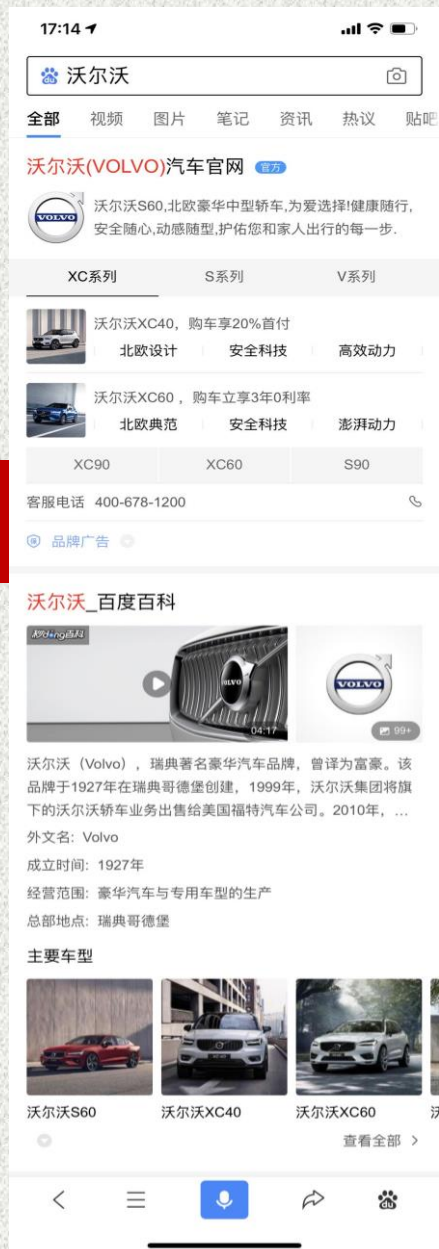 17:14
沃尔沃
全部 视频 图片 笔记 资讯 热议 贴吧
沃尔沃(VOLVO)汽车官网 官方
VOLVO
沃尔沃S60,北欧豪华中型轿车,为爱选择!健康随行,
安全随心,动感随型,护佑您和家人出行的每一步.
XC系列 S系列 V系列
沃尔沃XC40，购车享20%首付
北欧设计 安全科技 高效动力
沃尔沃XC60 ，购车立享3年0利率
北欧典范 安全科技 澎湃动力
XC90 XC60 S90
客服电话 400-678-1200
品牌广告
沃尔沃_百度百科
VOLVO
VOLVO
04:17
99+
沃尔沃（Volvo），瑞典著名豪华汽车品牌，曾译为富豪。该
品牌于1927年在瑞典哥德堡创建，1999年，沃尔沃集团将旗
下的沃尔沃轿车业务出售给美国福特汽车公司。2010年，...
外文名：Volvo
成立时间：1927年
经营范围：豪华汽车与专用车型的生产
总部地点：瑞典哥德堡
主要车型
沃尔沃S60 沃尔沃XC40 沃尔沃XC60
查看全部
du